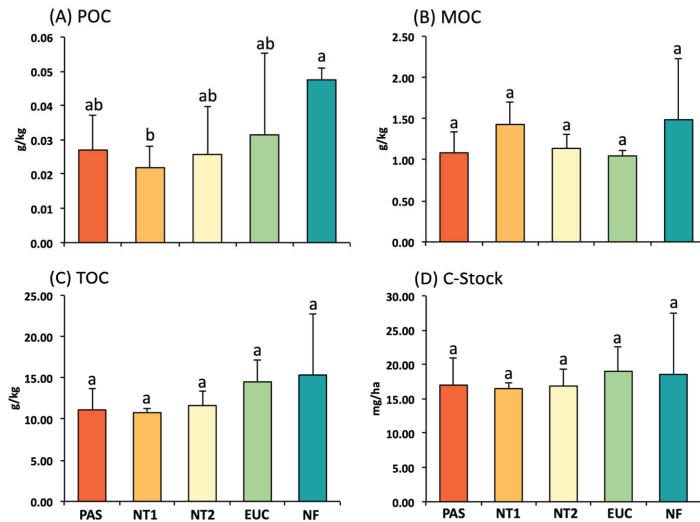 (A) POC
0.06
0.05
0.04
0.03
0.02
0.01
0.00
g/kg
ab
b
ab
ab
a
(B) MOC
2.50
2.00
1.50
1.00
0.50
0.00
g/kg
a
a
a
a
a
(C) TOC
25.00
20.00
15.00
10.00
5.00
0.00
g/kg
a
a
a
a
a
PAS NT1 NT2 EUC NF
(D) C-Stock
30.00
25.00
20.00
15.00
10.00
5.00
0.00
mg/ha
a
a
a
a
a
PAS NT1 NT2 EUC NF